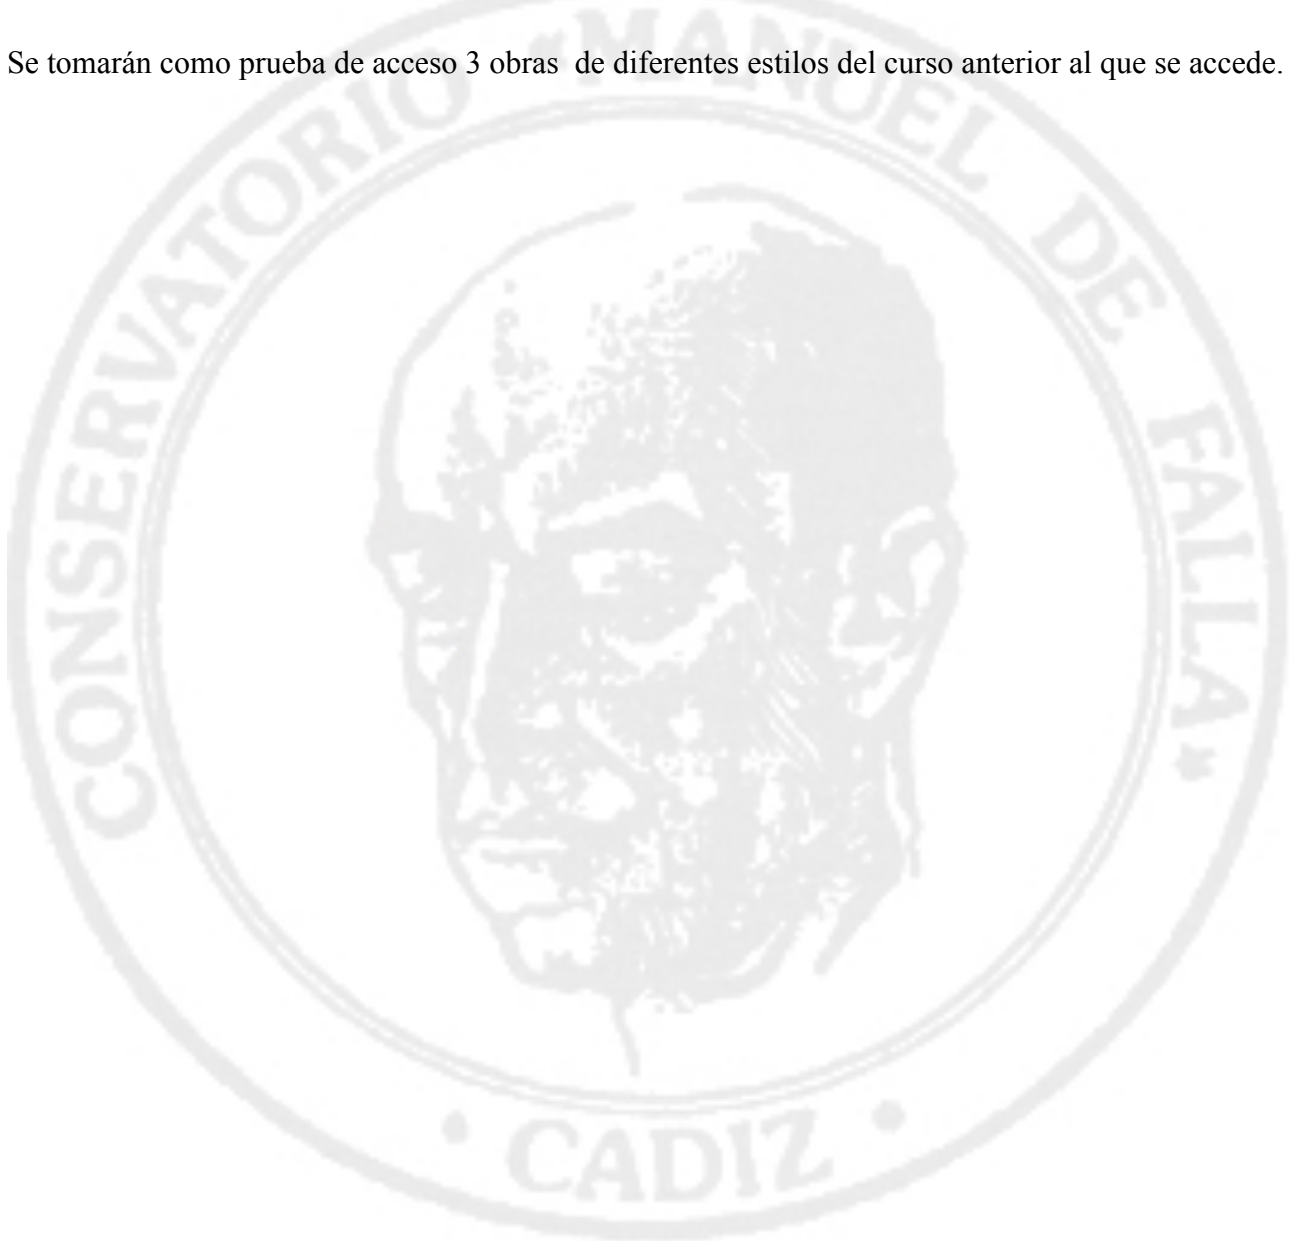 Se tomarán como prueba de acceso 3 obras  de diferentes estilos del curso anterior al que se accede.
CONSERVATORIO «MANUEL DE FALLA»
• CADIZ •